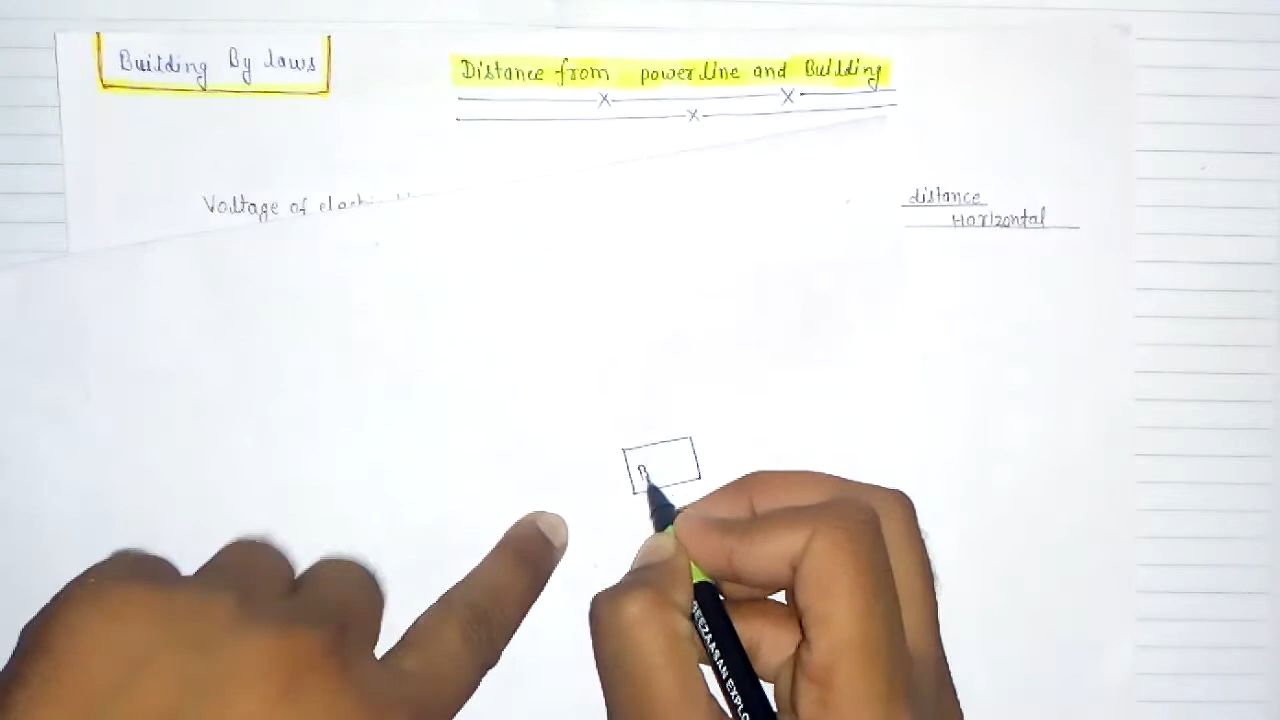 Building By laws
Distance from power line and Building
Voltage of
distance
Horizontal
B